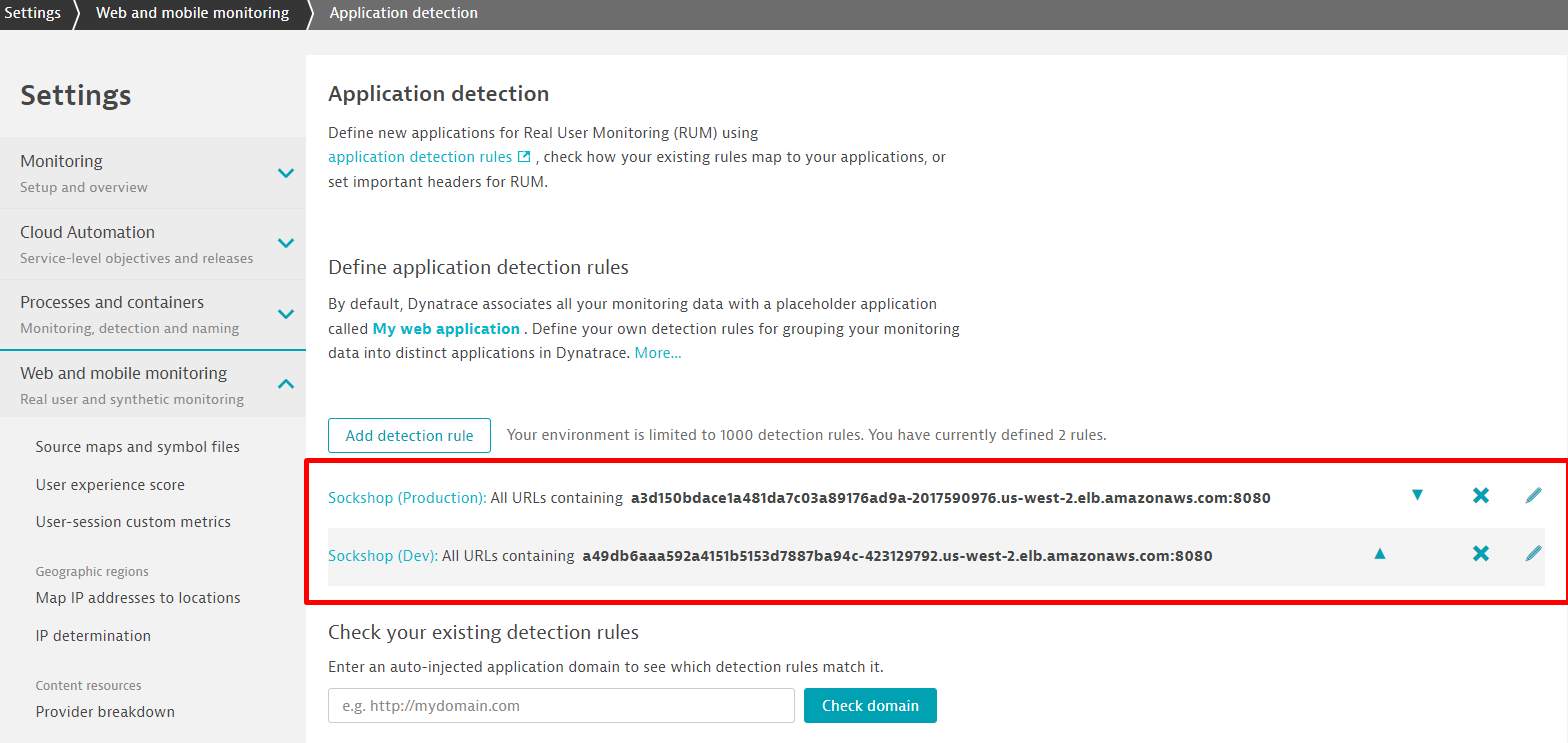 Settings
Web and mobile monitoring
Application detection
Settings
Monitoring
Setup and overview
Cloud Automation
Service-level objectives and releases
Processes and containers
Monitoring, detection and naming
Web and mobile monitoring
Real user and synthetic monitoring
Source maps and symbol files
User experience score
User-session custom metrics
Geographic regions
Map IP addresses to locations
IP determination
Content resources
Provider breakdown
Application detection
Define new applications for Real User Monitoring (RUM) using
application detection rules , check how your existing rules map to your applications, or
set important headers for RUM.
Define application detection rules
By default, Dynatrace associates all your monitoring data with a placeholder application
called My web application . Define your own detection rules for grouping your monitoring
data into distinct applications in Dynatrace. More...
Add detection rule
Your environment is limited to 1000 detection rules. You have currently defined 2 rules.
Sockshop (Production): All URLs containing a3d150bdace1a481da7c03a89176ad9a-2017590976.us-west-2.elb.amazonaws.com:8080
Sockshop (Dev): All URLs containing a49db6aaa592a4151b5153d7887ba94c-423129792.us-west-2.elb.amazonaws.com:8080
Check your existing detection rules
Enter an auto-injected application domain to see which detection rules match it.
e.g. http://mydomain.com
Check domain